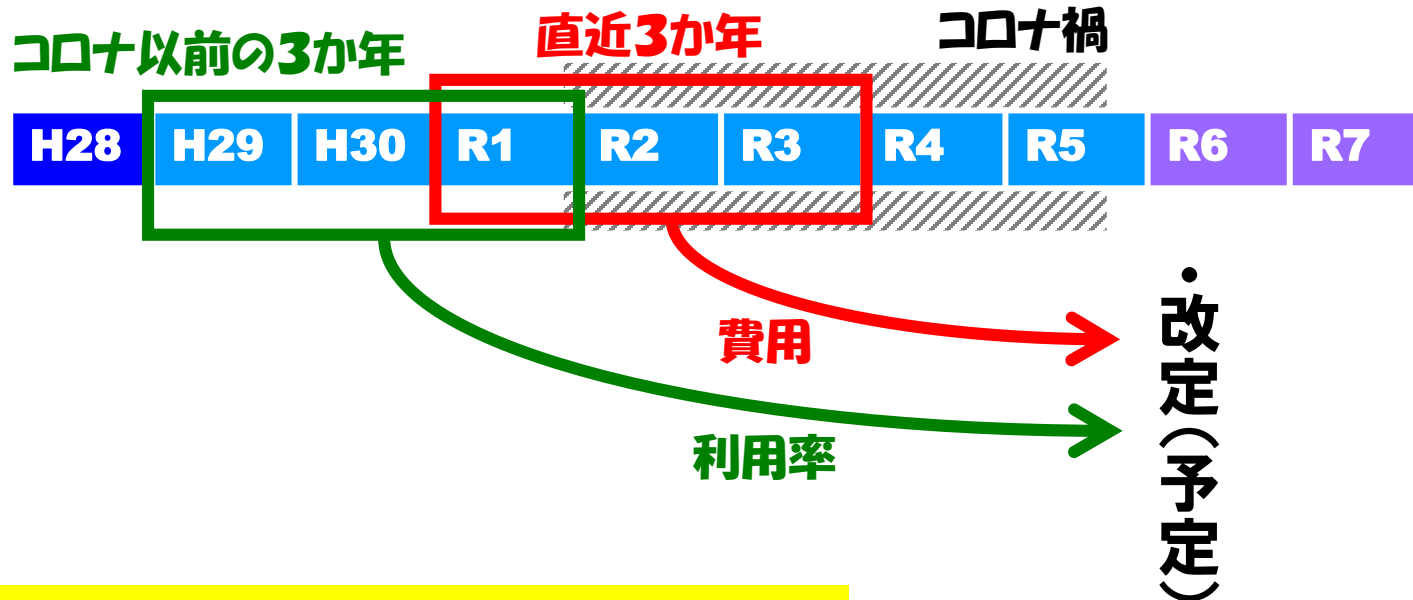 コロナ以前の3か年
直近3か年
コロナ禍
H28 H29 H30 R1 R2 R3 R4 R5 R6 R7
費用
利用率
・改定(予定)